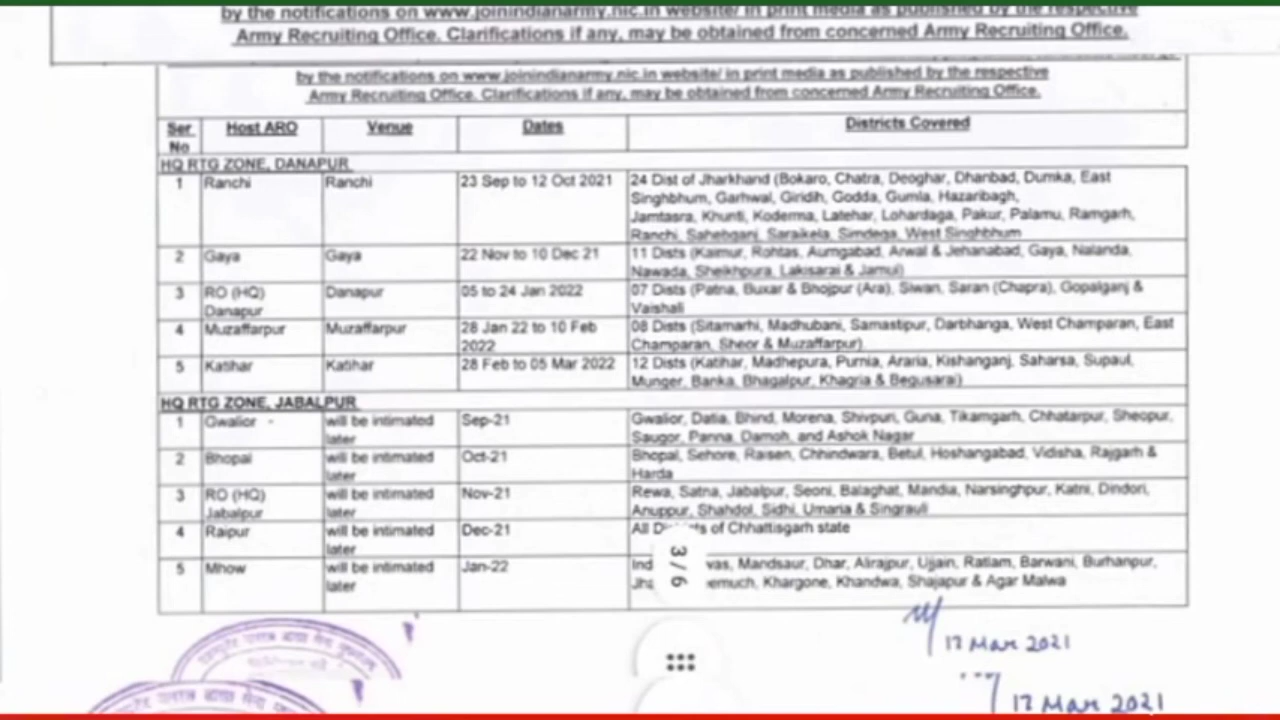 by the notifications on www.joinindianarmy.nic.in website/ in print media as published by the respective
Army Recruiting Office. Clarifications if any, may be obtained from concerned Army Recruiting Office.
by the notifications on www.joinindianarmy.nic.in website/ in print media as published by the respective
Army Recruiting Office. Clarifications if any, may be obtained from concerned Army Recruiting Office.
Ser No Host ARO Venue Dates Districts Covered
HQ RTG ZONE, DANAPUR
1 Ranchi Ranchi 23 Sep to 12 Oct 2021 24 Dist of Jharkhand (Bokaro, Chatra, Deoghar, Dhanbad, Dumka, East
Singhbhum, Garhwal, Giridih, Godda, Gumla, Hazaribagh,
Jamtasra, Khunti, Koderma, Latehar, Lohardaga, Pakur, Palamu, Ramgarh,
Ranchi, Sahebganj, Saraikela, Simdega, West Singhbhum
2 Gaya Gaya 22 Nov to 10 Dec 21 11 Dists (Kaimur, Rohtas, Aumgabad, Arwal & Jehanabad, Gaya, Nalanda,
Nawada, Sheikhpura, Lakisarai & Jamui)
3 RO (HQ) Danapur 05 to 24 Jan 2022 07 Dists (Patna, Buxar & Bhojpur (Ara), Siwan, Saran (Chapra), Gopalganj &
Danapur Vaishali
4 Muzaffarpur Muzaffarpur 28 Jan 22 to 10 Feb 08 Dists (Sitamarhi, Madhubani, Samastipur, Darbhanga, West Champaran, East
2022 Champaran, Sheor & Muzaffarpur)
5 Katihar Katihar 28 Feb to 05 Mar 2022 12 Dists (Katihar, Madhepura, Purnia, Araria, Kishanganj, Saharsa, Supaul,
Munger, Banka, Bhagalpur, Khagria & Begusarai)
HQ RTG ZONE, JABALPUR
1 Gwalior - will be intimated Sep-21 Gwalior, Datia, Bhind, Morena, Shivpuri, Guna, Tikamgarh, Chhatarpur, Sheopur,
later Saugor, Panna, Damoh, and Ashok Nagar
2 Bhopal will be intimated Oct-21 Bhopal, Sehore, Raisen, Chhindwara, Betul, Hoshangabad, Vidisha, Rajgarh &
later Harda
3 RO (HQ) will be intimated Nov-21 Rewa, Satna, Jabalpur, Seoni, Balaghat, Mandia, Narsinghpur, Katni, Dindori,
Jabalpur later Anuppur, Shahdol, Sidhi, Umaria & Singrauli
4 Raipur will be intimated Dec-21 All of Chhattisgarh state
later
5 Mhow will be intimated Jan-22 Mandsaur, Dhar, Alirajpur, Ujjain, Ratlam, Barwani, Burhanpur,
later Khargone, Khandwa, Shajapur & Agar Malwa
3 / 6
17 Mar 2021
17 Mar 2021